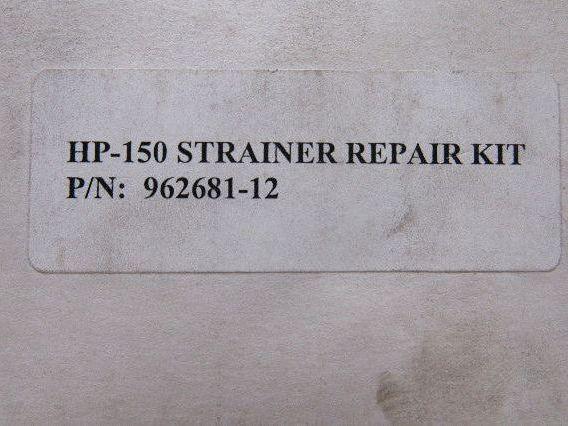 HP-150 STRAINER REPAIR KIT
P/N: 962681-12